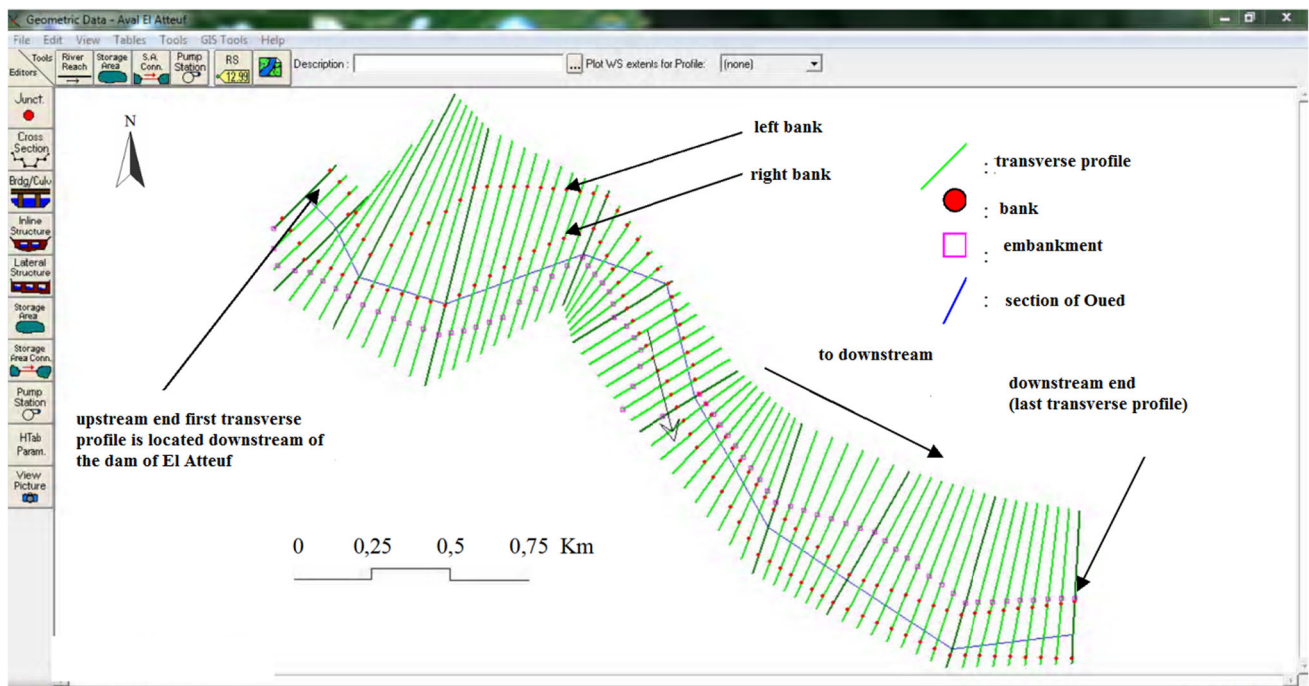 Geometric Data - Aval El Atteuf
File Edit View Tables Tools GIS Tools Help
Tools
Editors
River
Reach
Storage
Area
S.A.
Conn.
Pump
Station
RS
12.99
Description :
...
Plot WS extents for Profile:
(none)
Junct.
Cross
Section
Brdg/Culv
Inline
Structure
Lateral
Structure
Storage
Area
Storage
Area Conn.
Pump
Station
HTab
Param.
View
Picture
N
left bank
right bank
: transverse profile
: bank
: embankment
: section of Oued
to downstream
downstream end
(last transverse profile)
upstream end first transverse
profile is located downstream of
the dam of El Atteuf
0 0,25 0,5 0,75 Km